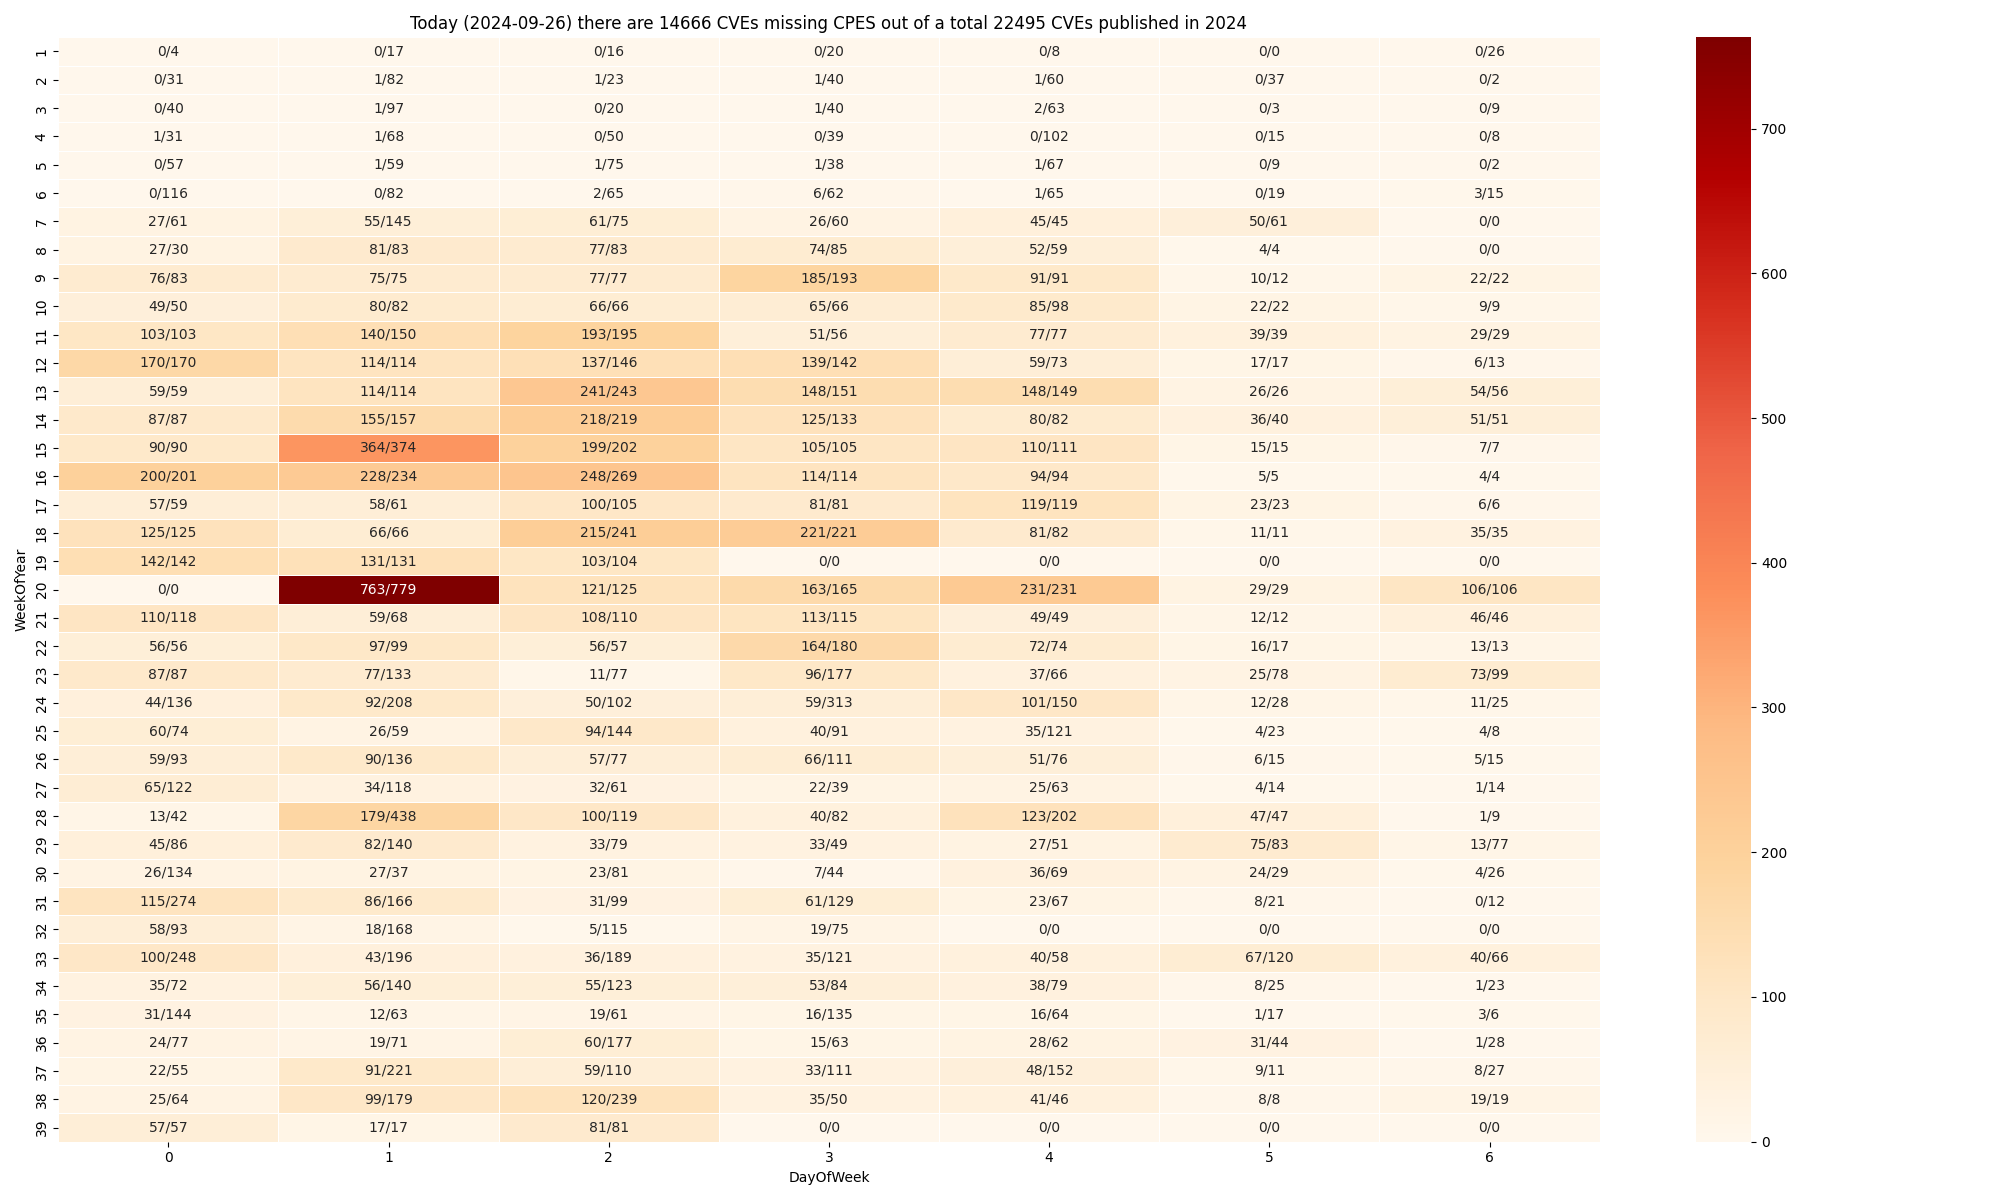 Today (2024-09-26) there are 14666 CVEs missing CPES out of a total 22495 CVEs published in 2024
1 0/4 0/17 0/16 0/20 0/8 0/0 0/26
2 0/31 1/82 1/23 1/40 1/60 0/37 0/2
3 0/40 1/97 0/20 1/40 2/63 0/3 0/9
4 1/31 1/68 0/50 0/39 0/102 0/15 0/8
5 0/57 1/59 1/75 1/38 1/67 0/9 0/2
6 0/116 0/82 2/65 6/62 1/65 0/19 3/15
7 27/61 55/145 61/75 26/60 45/45 50/61 0/0
8 27/30 81/83 77/83 74/85 52/59 4/4 0/0
9 76/83 75/75 77/77 185/193 91/91 10/12 22/22
10 49/50 80/82 66/66 65/66 85/98 22/22 9/9
11 103/103 140/150 193/195 51/56 77/77 39/39 29/29
12 170/170 114/114 137/146 139/142 59/73 17/17 6/13
13 59/59 114/114 241/243 148/151 148/149 26/26 54/56
14 87/87 155/157 218/219 125/133 80/82 36/40 51/51
15 90/90 364/374 199/202 105/105 110/111 15/15 7/7
16 200/201 228/234 248/269 114/114 94/94 5/5 4/4
17 57/59 58/61 100/105 81/81 119/119 23/23 6/6
18 125/125 66/66 215/241 221/221 81/82 11/11 35/35
19 142/142 131/131 103/104 0/0 0/0 0/0 0/0
20 0/0 763/779 121/125 163/165 231/231 29/29 106/106
21 110/118 59/68 108/110 113/115 49/49 12/12 46/46
22 56/56 97/99 56/57 164/180 72/74 16/17 13/13
23 87/87 77/133 11/77 96/177 37/66 25/78 73/99
24 44/136 92/208 50/102 59/313 101/150 12/28 11/25
25 60/74 26/59 94/144 40/91 35/121 4/23 4/8
26 59/93 90/136 57/77 66/111 51/76 6/15 5/15
27 65/122 34/118 32/61 22/39 25/63 4/14 1/14
28 13/42 179/438 100/119 40/82 123/202 47/47 1/9
29 45/86 82/140 33/79 33/49 27/51 75/83 13/77
30 26/134 27/37 23/81 7/44 36/69 24/29 4/26
31 115/274 86/166 31/99 61/129 23/67 8/21 0/12
32 58/93 18/168 5/115 19/75 0/0 0/0 0/0
33 100/248 43/196 36/189 35/121 40/58 67/120 40/66
34 35/72 56/140 55/123 53/84 38/79 8/25 1/23
35 31/144 12/63 19/61 16/135 16/64 1/17 3/6
36 24/77 19/71 60/177 15/63 28/62 31/44 1/28
37 22/55 91/221 59/110 33/111 48/152 9/11 8/27
38 25/64 99/179 120/239 35/50 41/46 8/8 19/19
39 57/57 17/17 81/81 0/0 0/0 0/0 0/0
0 1 2 3 4 5 6
DayOfWeek
WeekOfYear
700
600
500
400
300
200
100
0